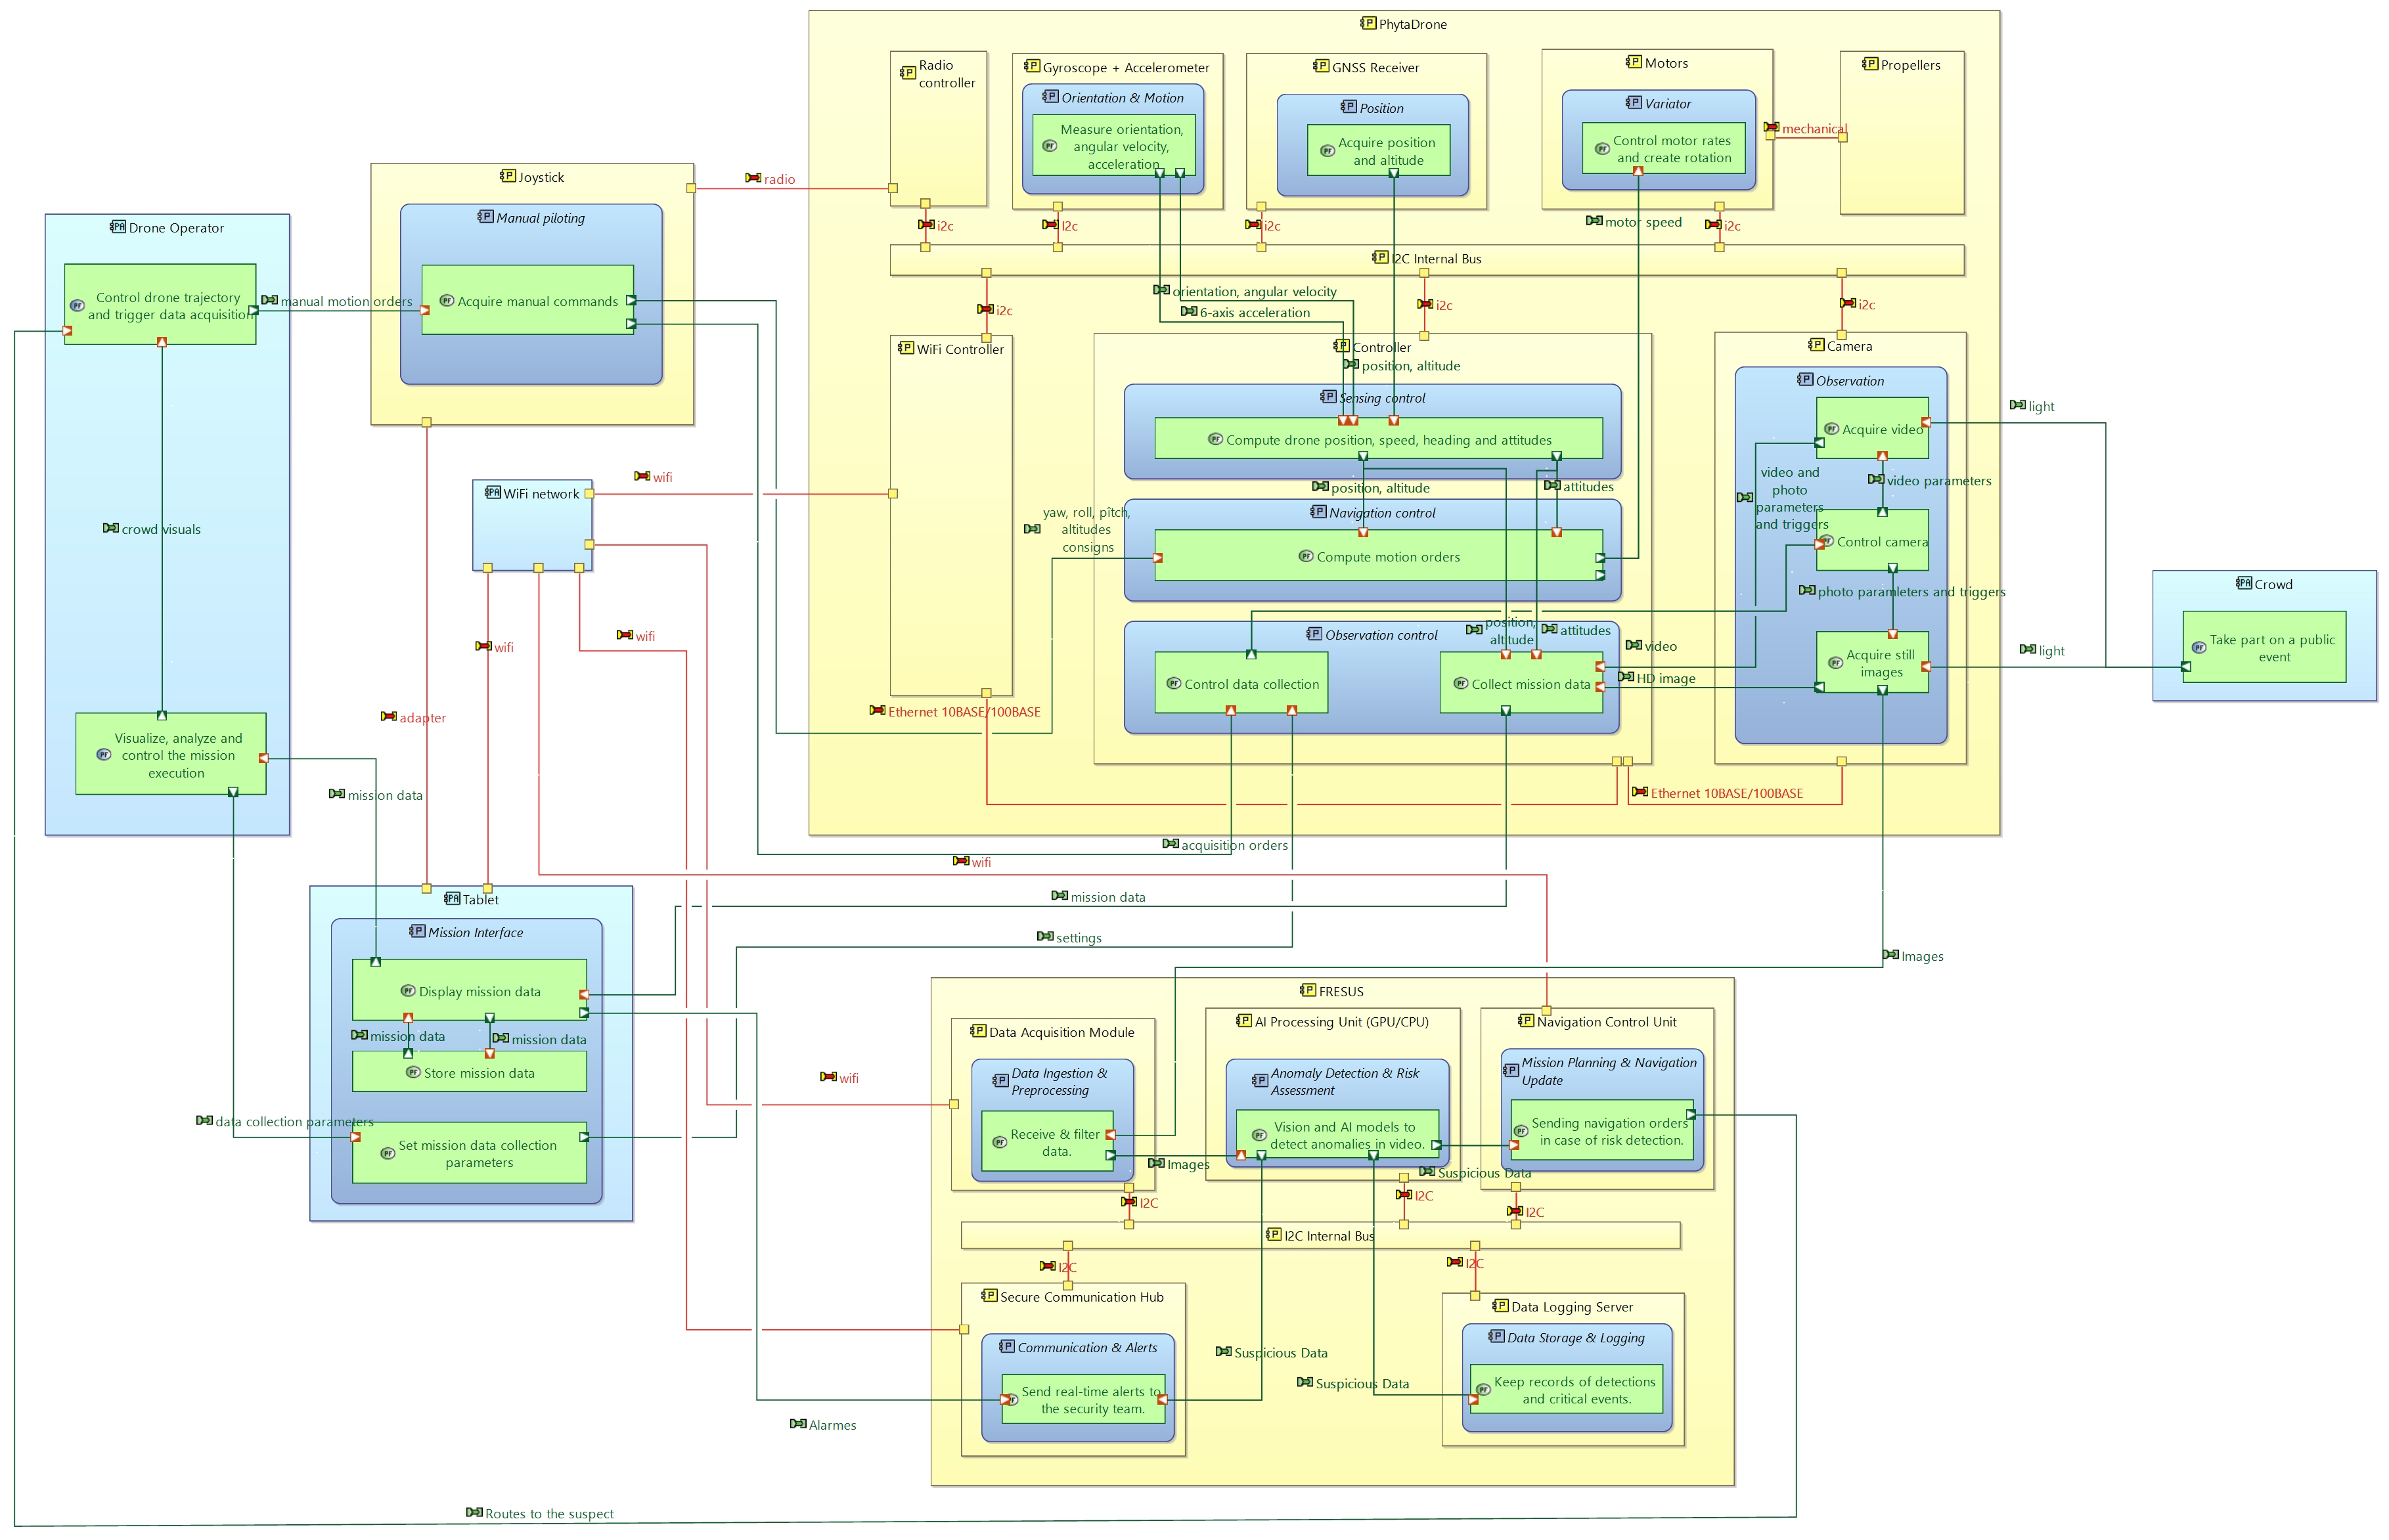 PhytaDrone
Radio
controller
Gyroscope + Accelerometer
Orientation & Motion
Measure orientation,
angular velocity,
acceleration
GNSS Receiver
Position
Acquire position
and altitude
Motors
Variator
Control motor rates
and create rotation
mechanical
Propellers
Joystick
Manual piloting
Acquire manual commands
radio
Drone Operator
Control drone trajectory
and trigger data acquisition
manual motion orders
crowd visuals
Visualize, analyze and
control the mission
execution
i2c
I2c
i2c
motor speed
i2c
I2C Internal Bus
orientation, angular velocity
6-axis acceleration
i2c
i2c
i2c
WiFi Controller
Controller
position, altitude
Sensing control
Compute drone position, speed, heading and attitudes
position, altitude
attitudes
Navigation control
Compute motion orders
yaw, roll, pîtch,
altitudes
consigns
Observation control
position,
altitude
attitudes
Control data collection
Collect mission data
Camera
Observation
Acquire video
video and
photo
parameters
and triggers
video parameters
Control camera
photo paramleters and triggers
Acquire still
images
video
HD image
light
light
Crowd
Take part on a public
event
WiFi network
wifi
wifi
wifi
adapter
Ethernet 10BASE/100BASE
Ethernet 10BASE/100BASE
mission data
acquisition orders
wifi
mission data
settings
Images
Tablet
Mission Interface
Display mission data
mission data
mission data
Store mission data
data collection parameters
Set mission data collection
parameters
wifi
FRESUS
Data Acquisition Module
Data Ingestion &
Preprocessing
Receive & filter
data.
Images
AI Processing Unit (GPU/CPU)
Anomaly Detection & Risk
Assessment
Vision and AI models to
detect anomalies in video.
Suspicious Data
Navigation Control Unit
Mission Planning & Navigation
Update
Sending navigation orders
in case of risk detection.
I2C
I2C
I2C
I2C Internal Bus
I2C
I2C
Secure Communication Hub
Communication & Alerts
Send real-time alerts to
the security team.
Suspicious Data
Suspicious Data
Data Logging Server
Data Storage & Logging
Keep records of detections
and critical events.
Alarmes
Routes to the suspect